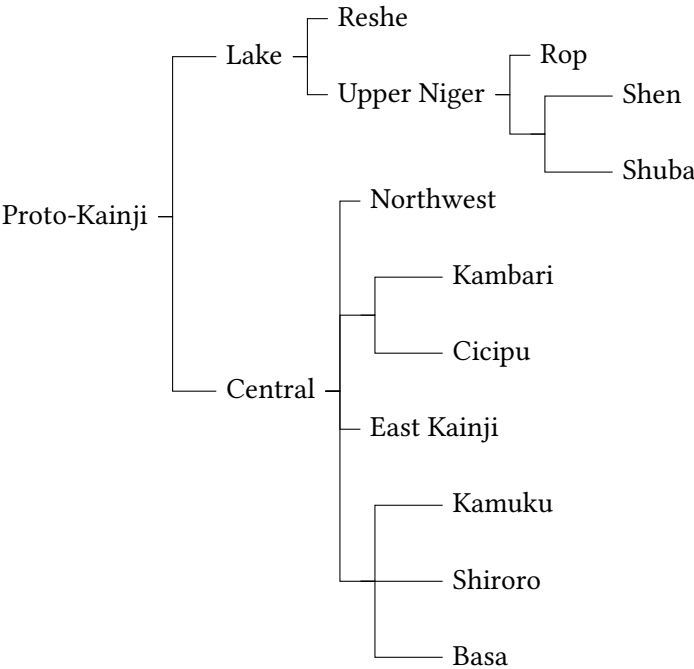 Reshe
Lake
Rop
Upper Niger
Shen
Shuba
Northwest
Proto-Kainji
Kambari
Cicipu
Central
East Kainji
Kamuku
Shiroro
Basa